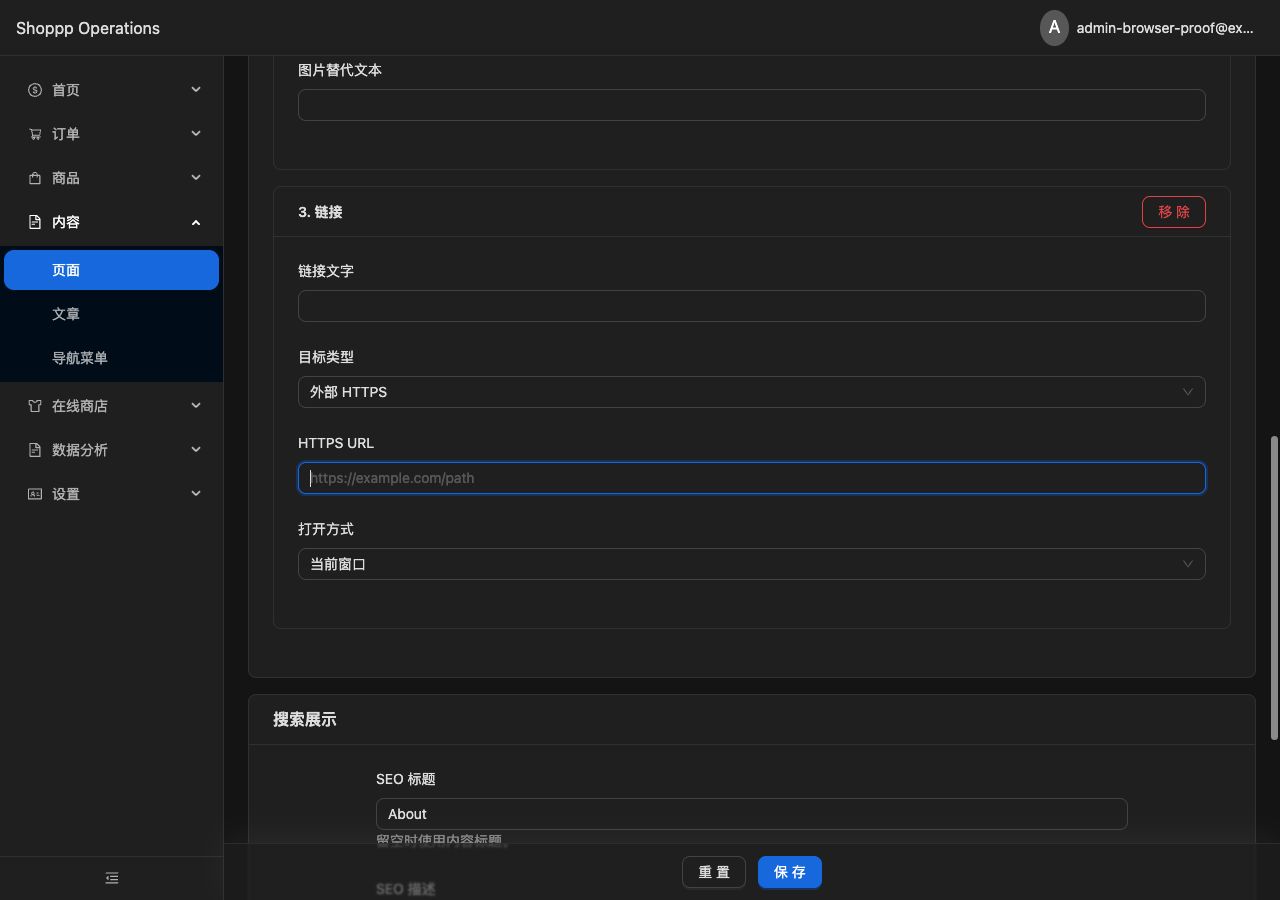 Shoppp Operations
A
admin-browser-proof@ex...
首页
订单
商品
内容
页面
文章
导航菜单
在线商店
数据分析
设置
图片替代文本
3. 链接
移 除
链接文字
目标类型
外部 HTTPS
HTTPS URL
https://example.com/path
打开方式
当前窗口
搜索展示
SEO 标题
About
留空时使用内容标题。
重 置
保 存
SEO 描述